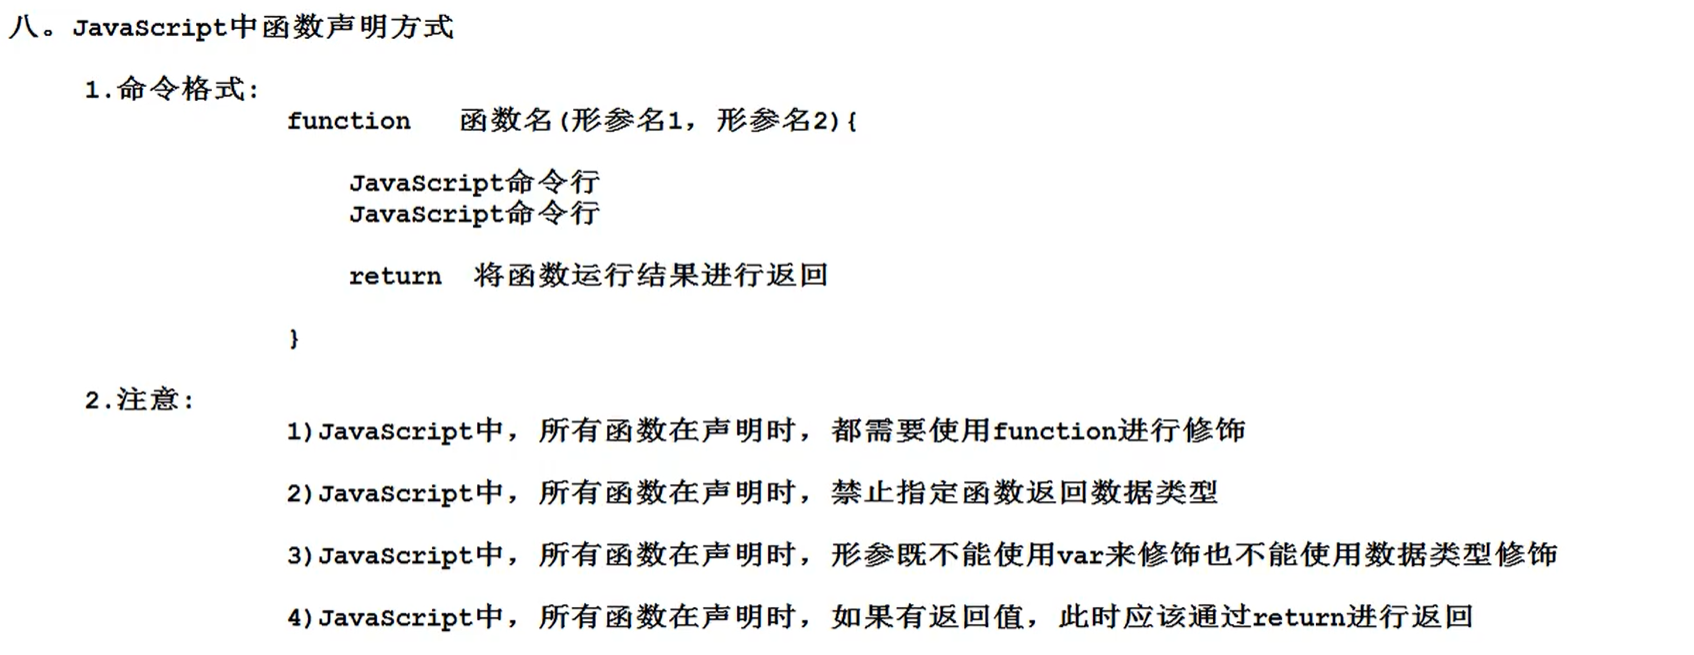 八。JavaScript中函数声明方式
1.命令格式:
function 函数名(形参名1，形参名2){
JavaScript命令行
JavaScript命令行
return 将函数运行结果进行返回
}
2.注意:
1)JavaScript中，所有函数在声明时，都需要使用function进行修饰
2)JavaScript中，所有函数在声明时，禁止指定函数返回数据类型
3)JavaScript中，所有函数在声明时，形参既不能使用var来修饰也不能使用数据类型修饰
4)JavaScript中，所有函数在声明时，如果有返回值，此时应该通过return进行返回